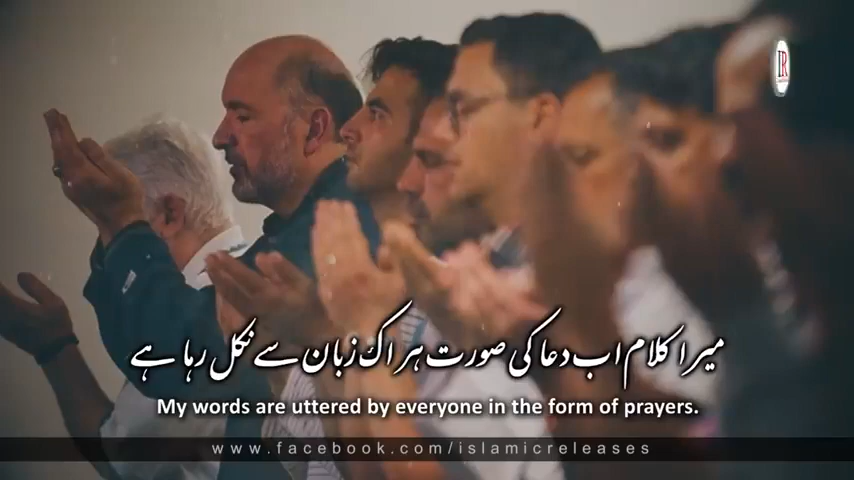 IR
میرا کلام اب دعا کی صورت ہر اک زبان سے نکل رہا ہے
My words are uttered by everyone in the form of prayers.
www.facebook.com/islamicreleases